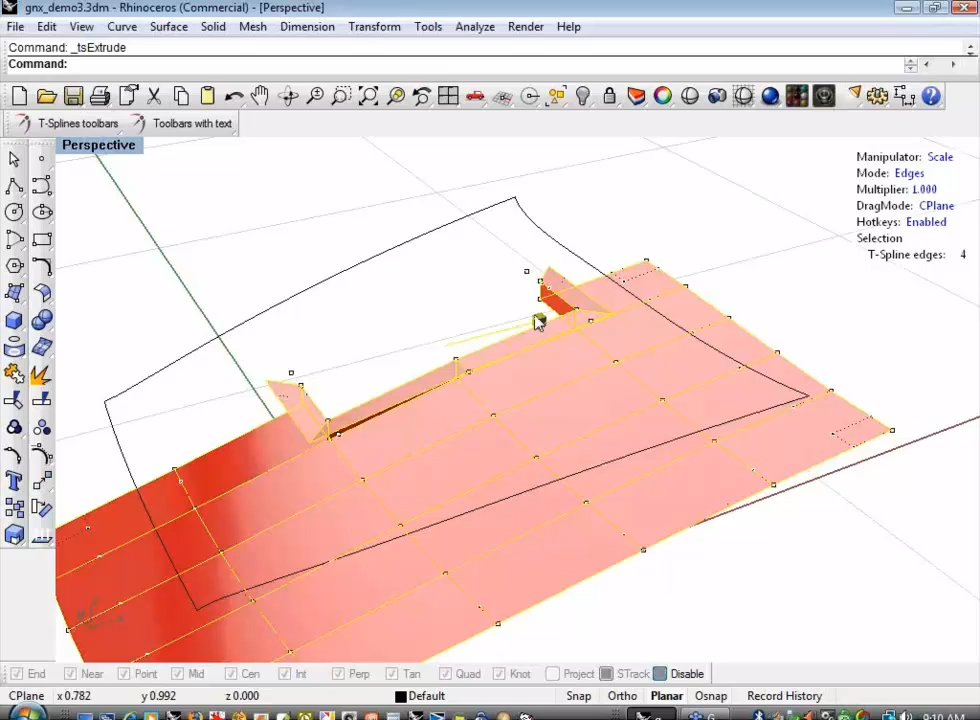 gnx_demo3.3dm - Rhinoceros (Commercial) - [Perspective]
File Edit View Curve Surface Solid Mesh Dimension Transform Tools Analyze Render Help
Command: _tsExtrude
Command:
T-Splines toolbars Toolbars with text
Perspective
Manipulator: Scale
Mode: Edges
Multiplier: 1.000
DragMode: CPlane
Hotkeys: Enabled
Selection
T-Spline edges: 4
End Near Point Mid Cen Int Perp Tan Quad Knot Project STrack Disable
CPlane x 0.782 y 0.992 z 0.000 Default Snap Ortho Planar Osnap Record History
9:10 AM